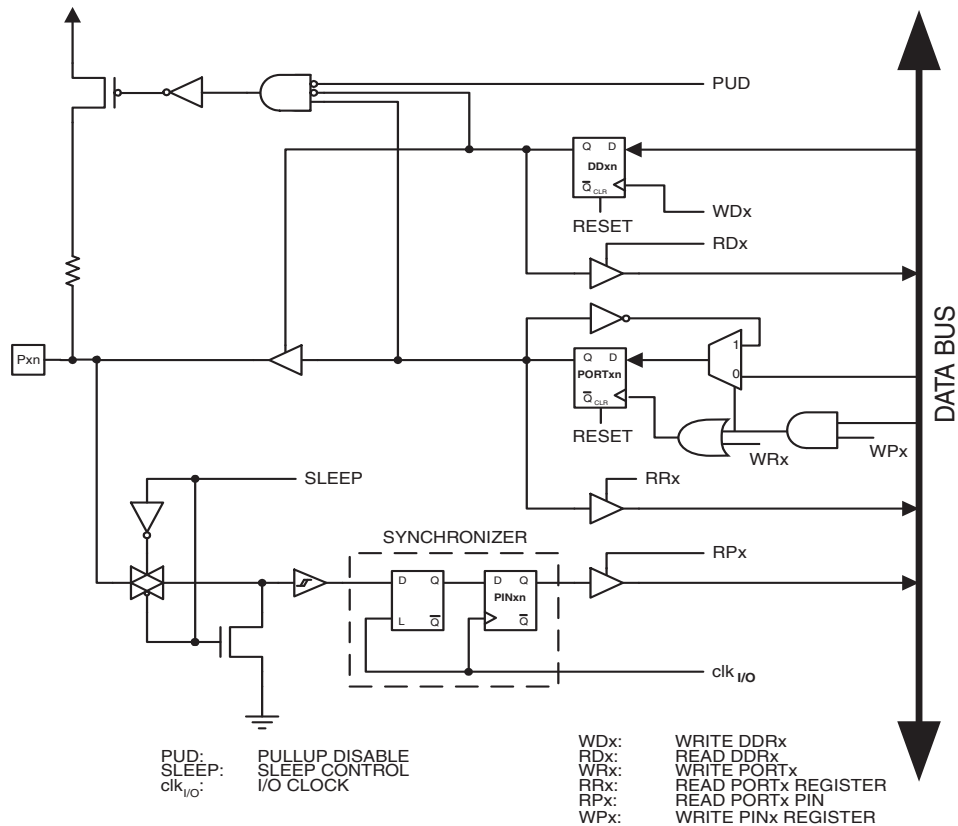 PUD
Q D
DDxn
Q CLR
WDx
RESET
RDx
Pxn
1
Q D
PORTxn
0
Q CLR
RESET
WRx
WPx
DATA BUS
SLEEP
RRx
SYNCHRONIZER
RPx
D Q
D Q
PINxn
L Q
Q
clk I/O
PUD: PULLUP DISABLE
SLEEP: SLEEP CONTROL
clkI/O: I/O CLOCK
WDx: WRITE DDRx
RDx: READ DDRx
WRx: WRITE PORTx
RRx: READ PORTx REGISTER
RPx: READ PORTx PIN
WPx: WRITE PINx REGISTER